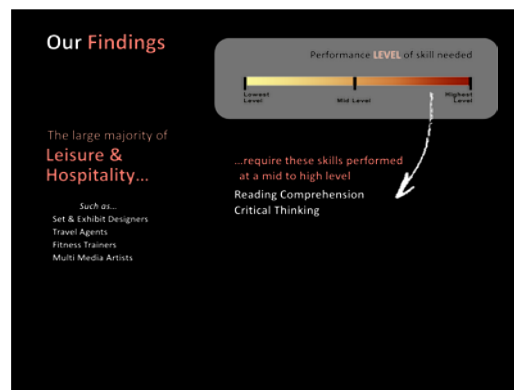 Our Findings
Performance LEVEL of skill needed
Lowest
Level
Mid Level
Highest
Level
The large majority of
Leisure &
Hospitality...
Such as...
Set & Exhibit Designers
Travel Agents
Fitness Trainers
Multi Media Artists
...require these skills performed
at a mid to high level
Reading Comprehension
Critical Thinking